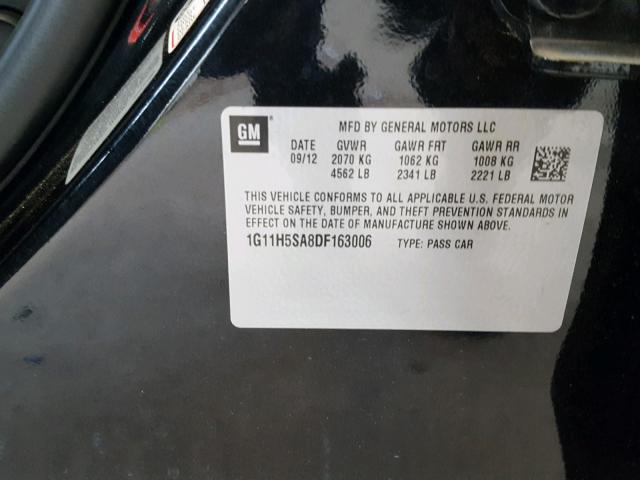 GM MFD BY GENERAL MOTORS LLC
DATE GVWR GAWR FRT GAWR RR
09/12 2070 KG 1062 KG 1008 KG
4562 LB 2341 LB 2221 LB
THIS VEHICLE CONFORMS TO ALL APPLICABLE U.S. FEDERAL MOTOR
VEHICLE SAFETY, BUMPER, AND THEFT PREVENTION STANDARDS IN
EFFECT ON THE DATE OF MANUFACTURE SHOWN ABOVE.
1G11H5SA8DF163006 TYPE: PASS CAR